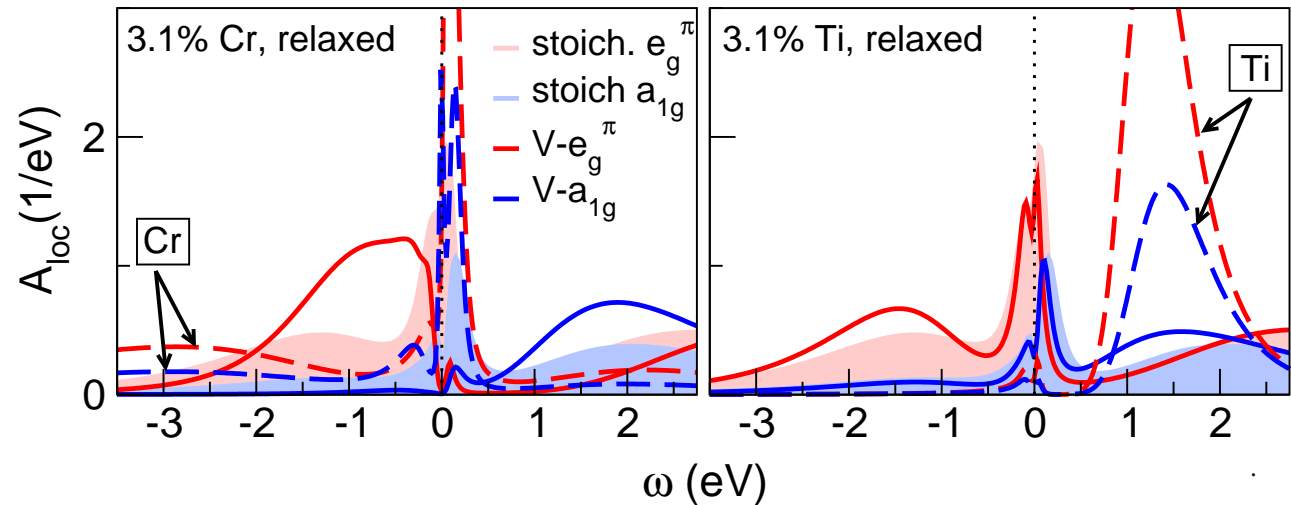 3.1% Cr, relaxed
stoich. e_g^π
stoich a_1g
V-e_g^π
V-a_1g
Cr
3.1% Ti, relaxed
Ti
A_loc(1/eV)
2
0
-3 -2 -1 0 1 2
-3 -2 -1 0 1 2
ω (eV)